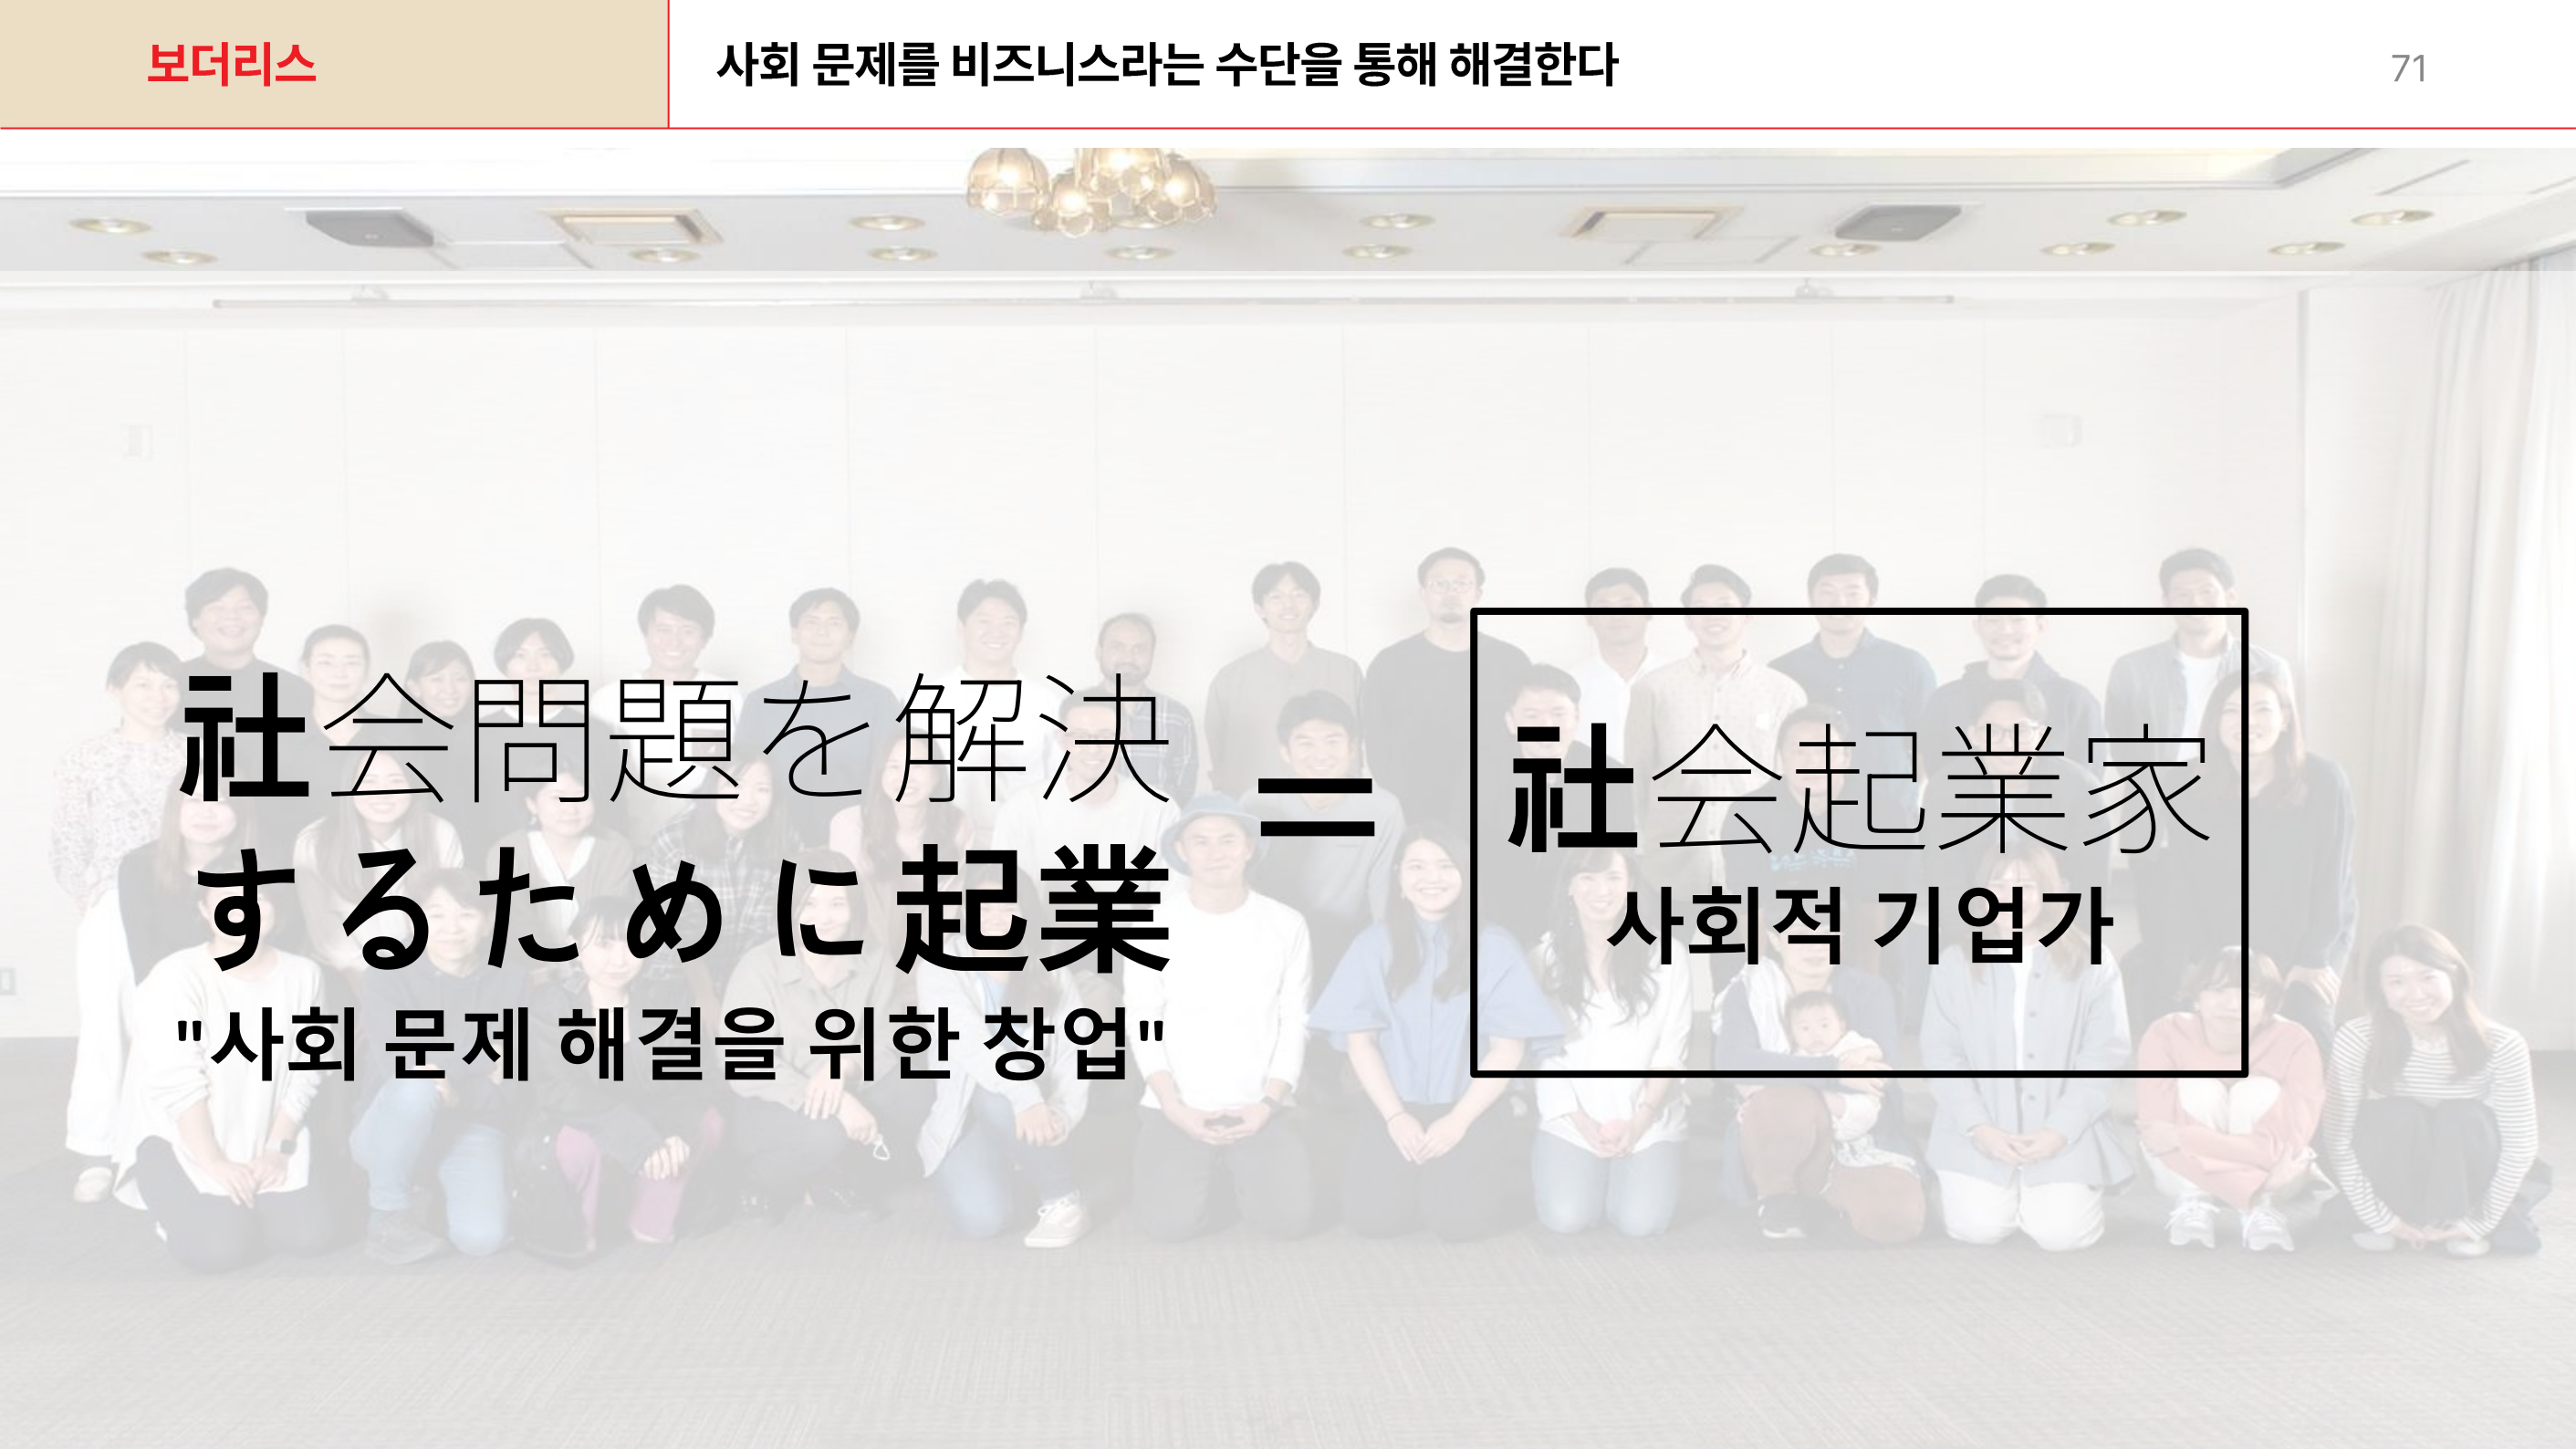 보더리스
사회 문제를 비즈니스라는 수단을 통해 해결한다
71
社会問題を解決
するために起業
"사회 문제 해결을 위한 창업"
=
社会起業家
사회적 기업가